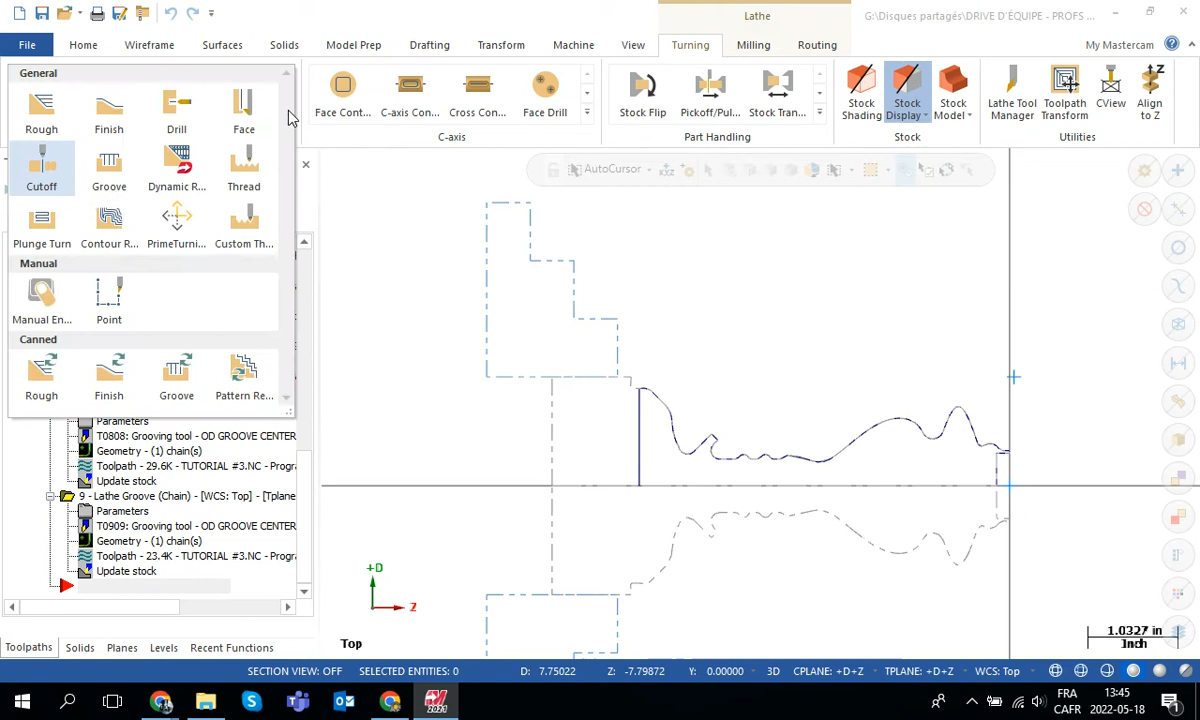 Lathe
G:\Disques partagés\DRIVE D'ÉQUIPE - PROFS ...
File
Home
Wireframe
Surfaces
Solids
Model Prep
Drafting
Transform
Machine
View
Turning
Milling
Routing
My Mastercam
General
Rough
Finish
Drill
Face
Cutoff
Groove
Dynamic R...
Thread
Plunge Turn
Contour R...
PrimeTurni...
Custom Th...
Manual
Manual En...
Point
Canned
Rough
Finish
Groove
Pattern Re...
Face Cont...
C-axis Con...
Cross Con...
Face Drill
C-axis
Stock Flip
Pickoff/Pul...
Stock Tran...
Part Handling
Stock Shading
Stock Display
Stock Model
Stock
Lathe Tool Manager
Toolpath Transform
CView
Align to Z
Utilities
AutoCursor
Parameters
T0808: Grooving tool - OD GROOVE CENTER
Geometry - (1) chain(s)
Toolpath - 29.6K - TUTORIAL #3.NC - Progra
Update stock
9 - Lathe Groove (Chain) - [WCS: Top] - [Tplane
Parameters
T0909: Grooving tool - OD GROOVE CENTER
Geometry - (1) chain(s)
Toolpath - 23.4K - TUTORIAL #3.NC - Progra
Update stock
Toolpaths
Solids
Planes
Levels
Recent Functions
+D
Z
Top
1.0327 in
Inch
SECTION VIEW: OFF
SELECTED ENTITIES: 0
D: 7.75022
Z: -7.79872
Y: 0.00000
3D
CPLANE: +D+Z
TPLANE: +D+Z
WCS: Top
2021
FRA
CAFR
13:45
2022-05-18
1